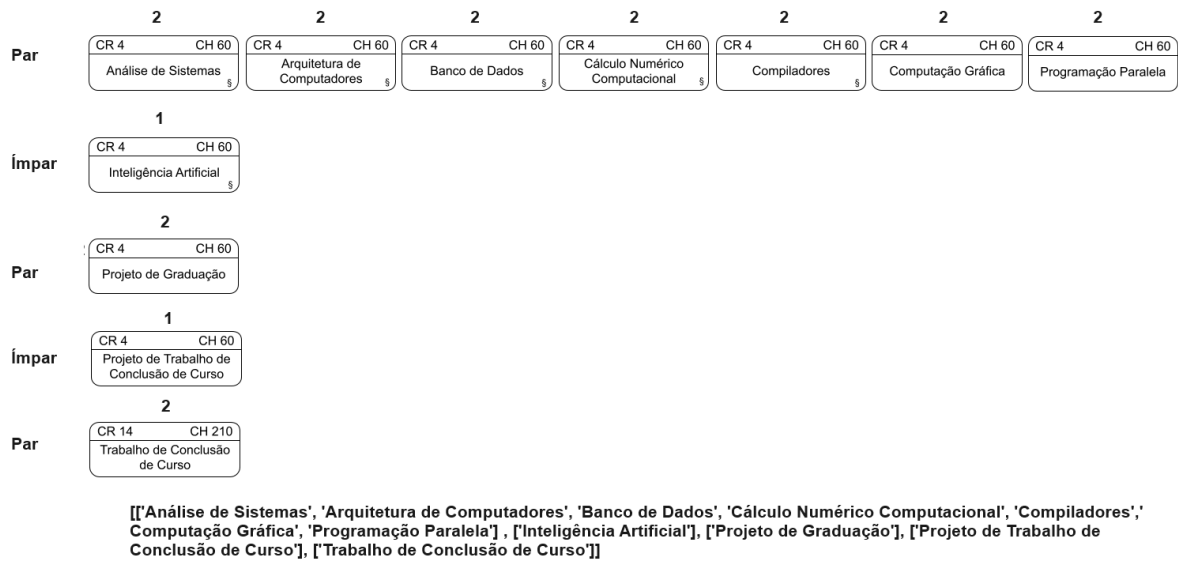 2 2 2 2 2 2 2
Par
CR 4 CH 60 CR 4 CH 60 CR 4 CH 60 CR 4 CH 60 CR 4 CH 60 CR 4 CH 60 CR 4 CH 60
Análise de Sistemas §
Arquitetura de
Computadores §
Banco de Dados §
Cálculo Numérico
Computacional §
Compiladores §
Computação Gráfica
Programação Paralela
1
Ímpar
CR 4 CH 60
Inteligência Artificial
§
2
Par
CR 4 CH 60
Projeto de Graduação
1
Ímpar
CR 4 CH 60
Projeto de Trabalho de
Conclusão de Curso
2
Par
CR 14 CH 210
Trabalho de Conclusão
de Curso
[['Análise de Sistemas', 'Arquitetura de Computadores', 'Banco de Dados', 'Cálculo Numérico Computacional', 'Compiladores','
Computação Gráfica', 'Programação Paralela'] , ['Inteligência Artificial'], ['Projeto de Graduação'], ['Projeto de Trabalho de
Conclusão de Curso'], ['Trabalho de Conclusão de Curso']]